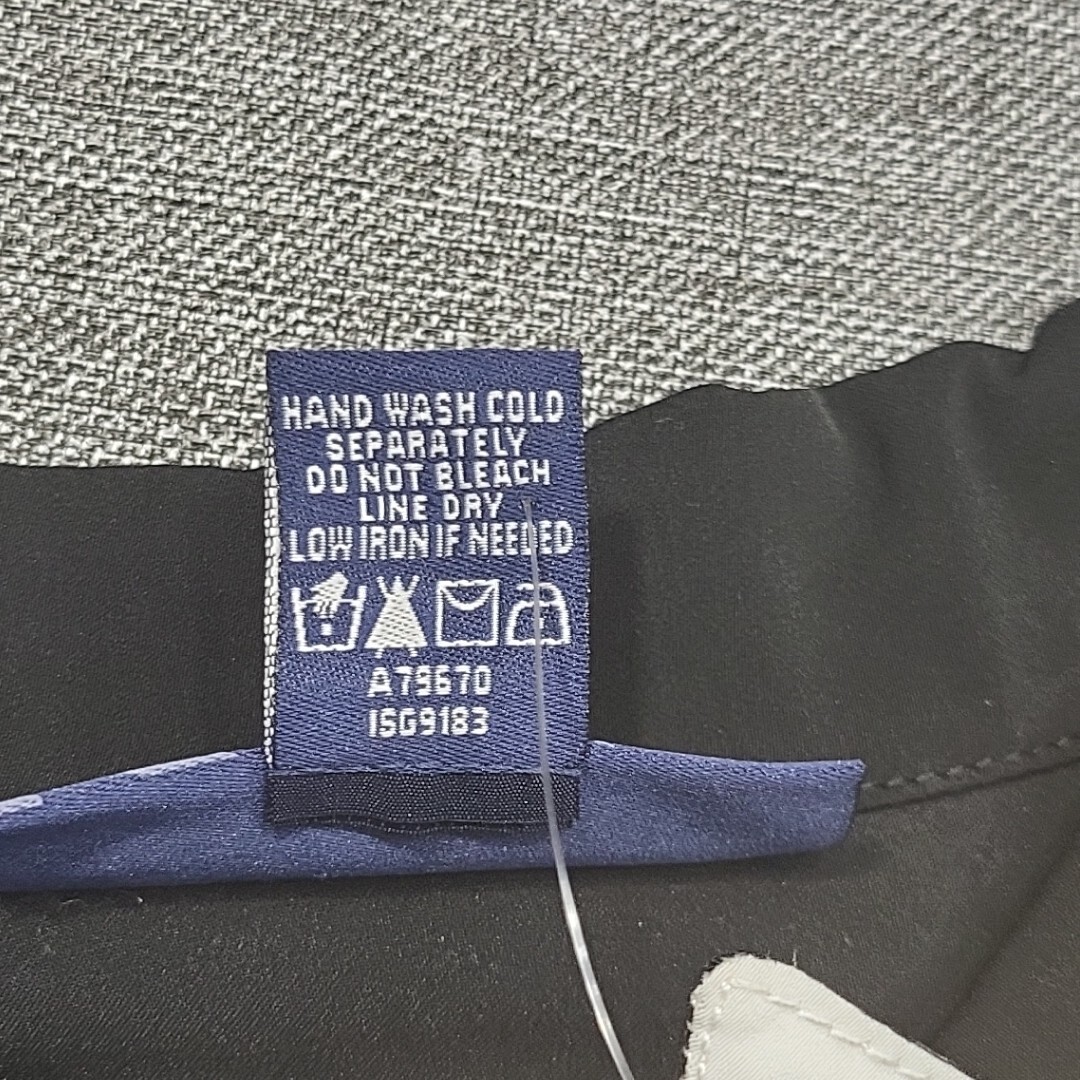 HAND WASH COLD
SEPARATELY
DO NOT BLEACH
LINE DRY
LOW IRON IF NEEDED
A79670
ISG9183